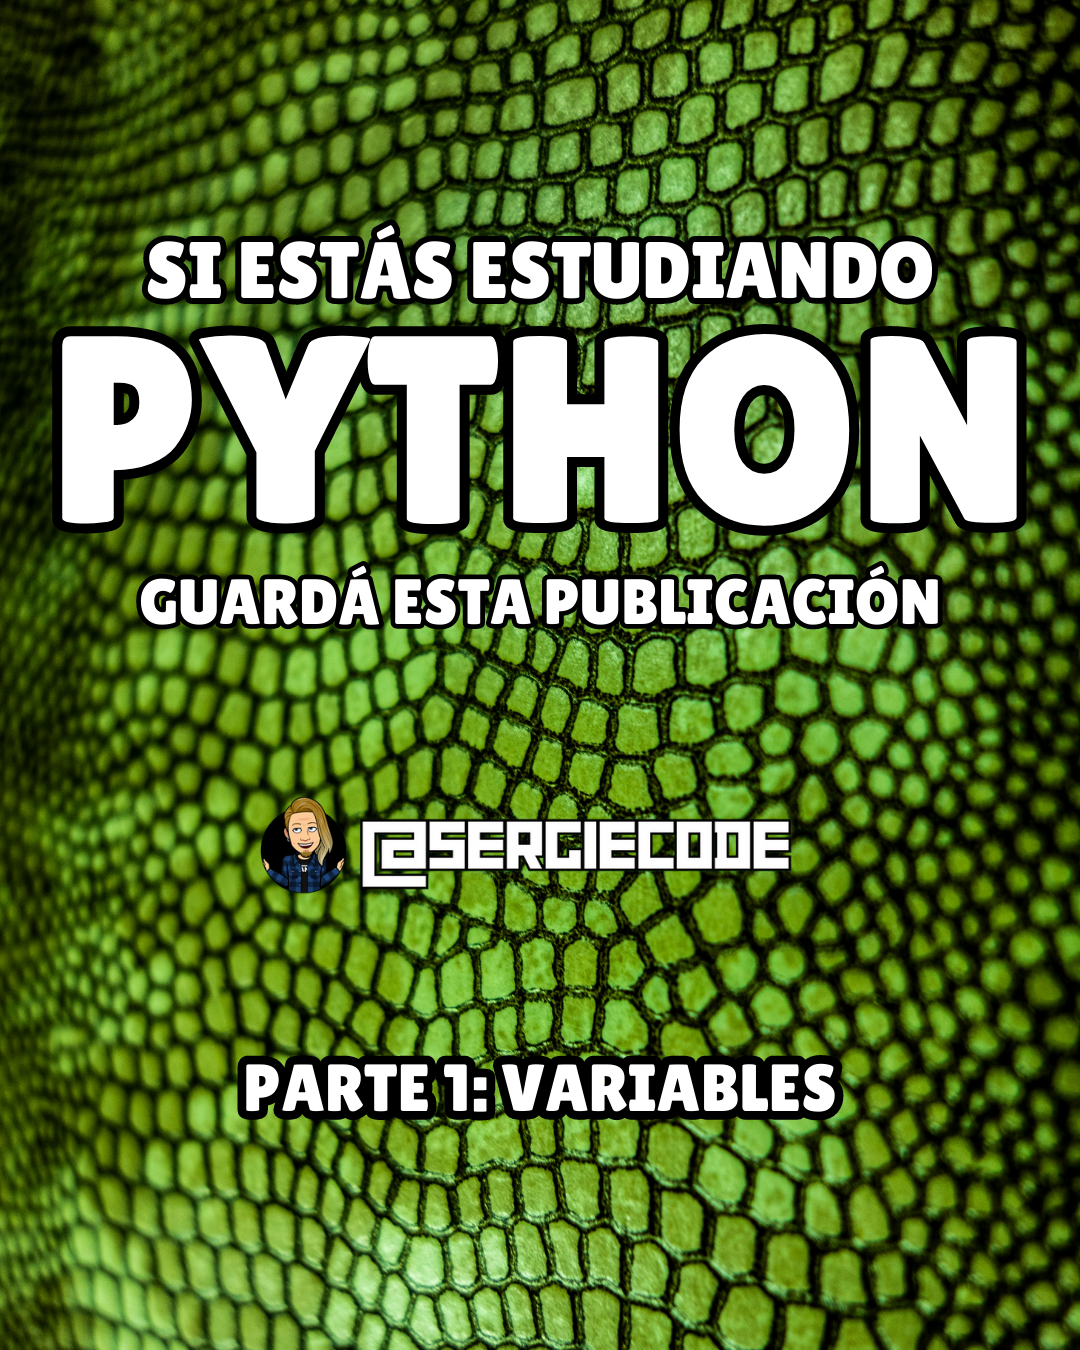 SI ESTÁS ESTUDIANDO
PYTHON
GUARDÁ ESTA PUBLICACIÓN
@SERGIECODE
PARTE 1: VARIABLES